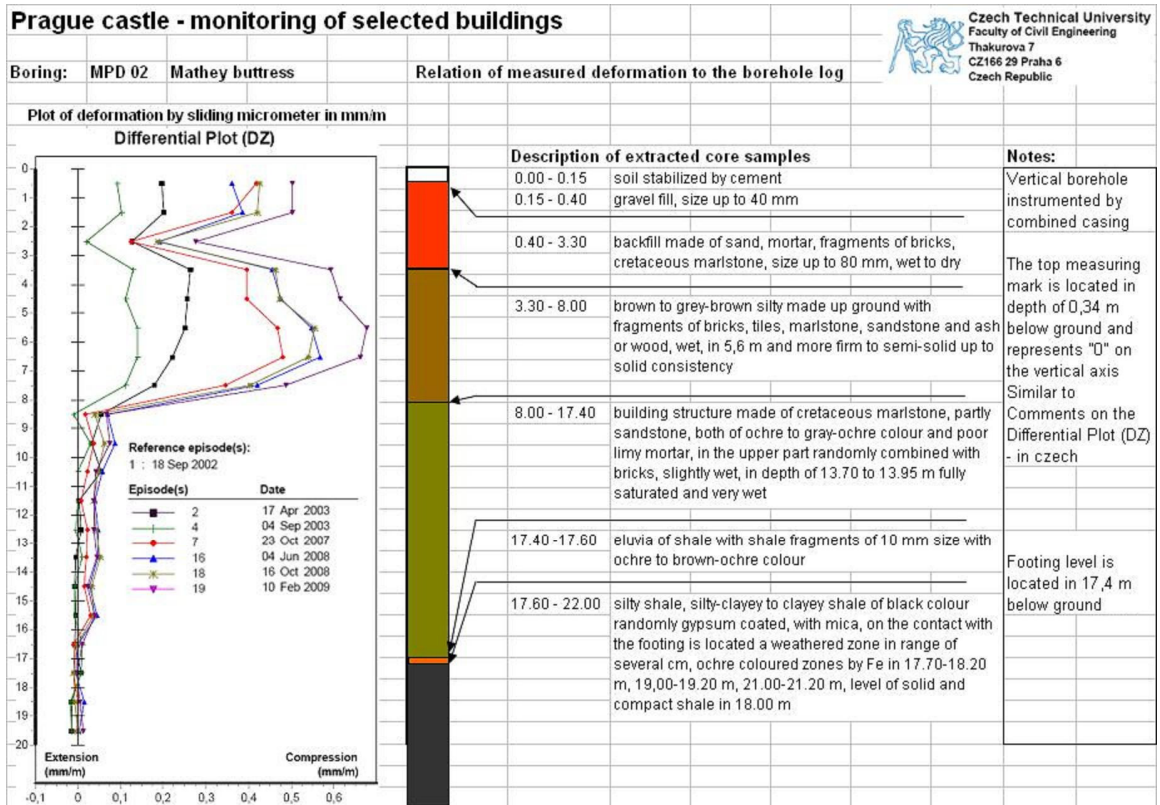 Prague castle - monitoring of selected buildings
Czech Technical University
Faculty of Civil Engineering
Thakurova 7
CZ166 29 Praha 6
Czech Republic
Boring: MPD 02 Mathey buttress
Relation of measured deformation to the borehole log
Plot of deformation by sliding micrometer in mm/m
Differential Plot (DZ)
0
1
2
3
4
5
6
7
8
9
10
11
12
13
14
15
16
17
18
19
20
Reference episode(s):
1 : 18 Sep 2002
Episode(s) Date
2 17 Apr 2003
4 04 Sep 2003
7 23 Oct 2007
16 04 Jun 2008
18 16 Oct 2008
19 10 Feb 2009
Extension
(mm/m)
Compression
(mm/m)
-0,1 0 0,1 0,2 0,3 0,4 0,5 0,6
Description of extracted core samples
0.00 - 0.15 soil stabilized by cement
0.15 - 0.40 gravel fill, size up to 40 mm
0.40 - 3.30 backfill made of sand, mortar, fragments of bricks,
cretaceous marlstone, size up to 80 mm, wet to dry
3.30 - 8.00 brown to grey-brown silty made up ground with
fragments of bricks, tiles, marlstone, sandstone and ash
or wood, wet, in 5,6 m and more firm to semi-solid up to
solid consistency
8.00 - 17.40 building structure made of cretaceous marlstone, partly
sandstone, both of ochre to gray-ochre colour and poor
limy mortar, in the upper part randomly combined with
bricks, slightly wet, in depth of 13.70 to 13.95 m fully
saturated and very wet
17.40 - 17.60 eluvia of shale with shale fragments of 10 mm size with
ochre to brown-ochre colour
17.60 - 22.00 silty shale, silty-clayey to clayey shale of black colour
randomly gypsum coated, with mica, on the contact with
the footing is located a weathered zone in range of
several cm, ochre coloured zones by Fe in 17.70-18.20
m, 19,00-19.20 m, 21.00-21.20 m, level of solid and
compact shale in 18.00 m
Notes:
Vertical borehole
instrumented by
combined casing
The top measuring
mark is located in
depth of 0,34 m
below ground and
represents "0" on
the vertical axis
Similar to
Comments on the
Differential Plot (DZ)
- in czech
Footing level is
located in 17,4 m
below ground